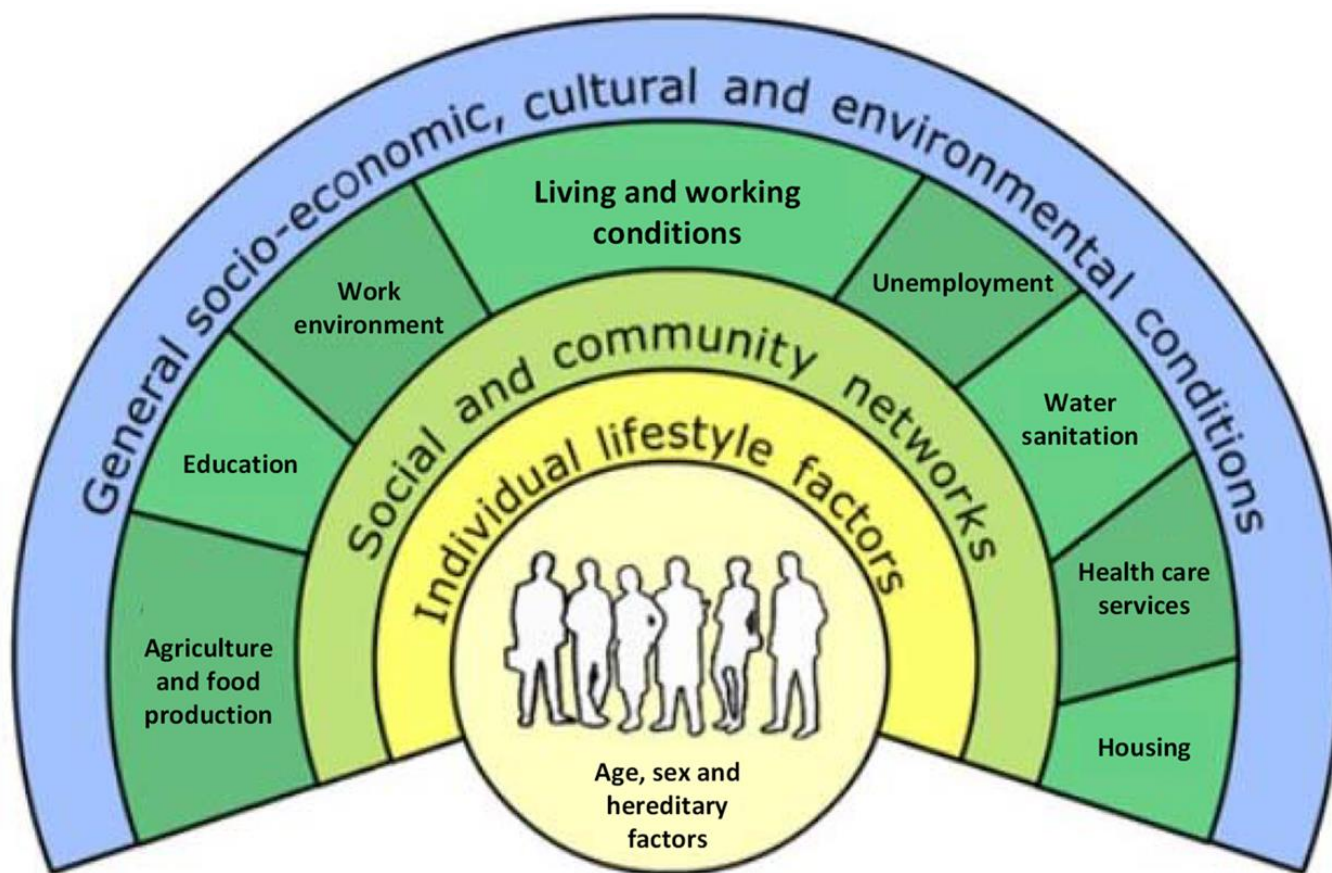 General socio-economic, cultural and environmental conditions
Living and working
conditions
Work
environment
Unemployment
Education
Water
sanitation
Agriculture
and food
production
Health care
services
Housing
Social and community networks
Individual lifestyle factors
Age, sex and
hereditary
factors